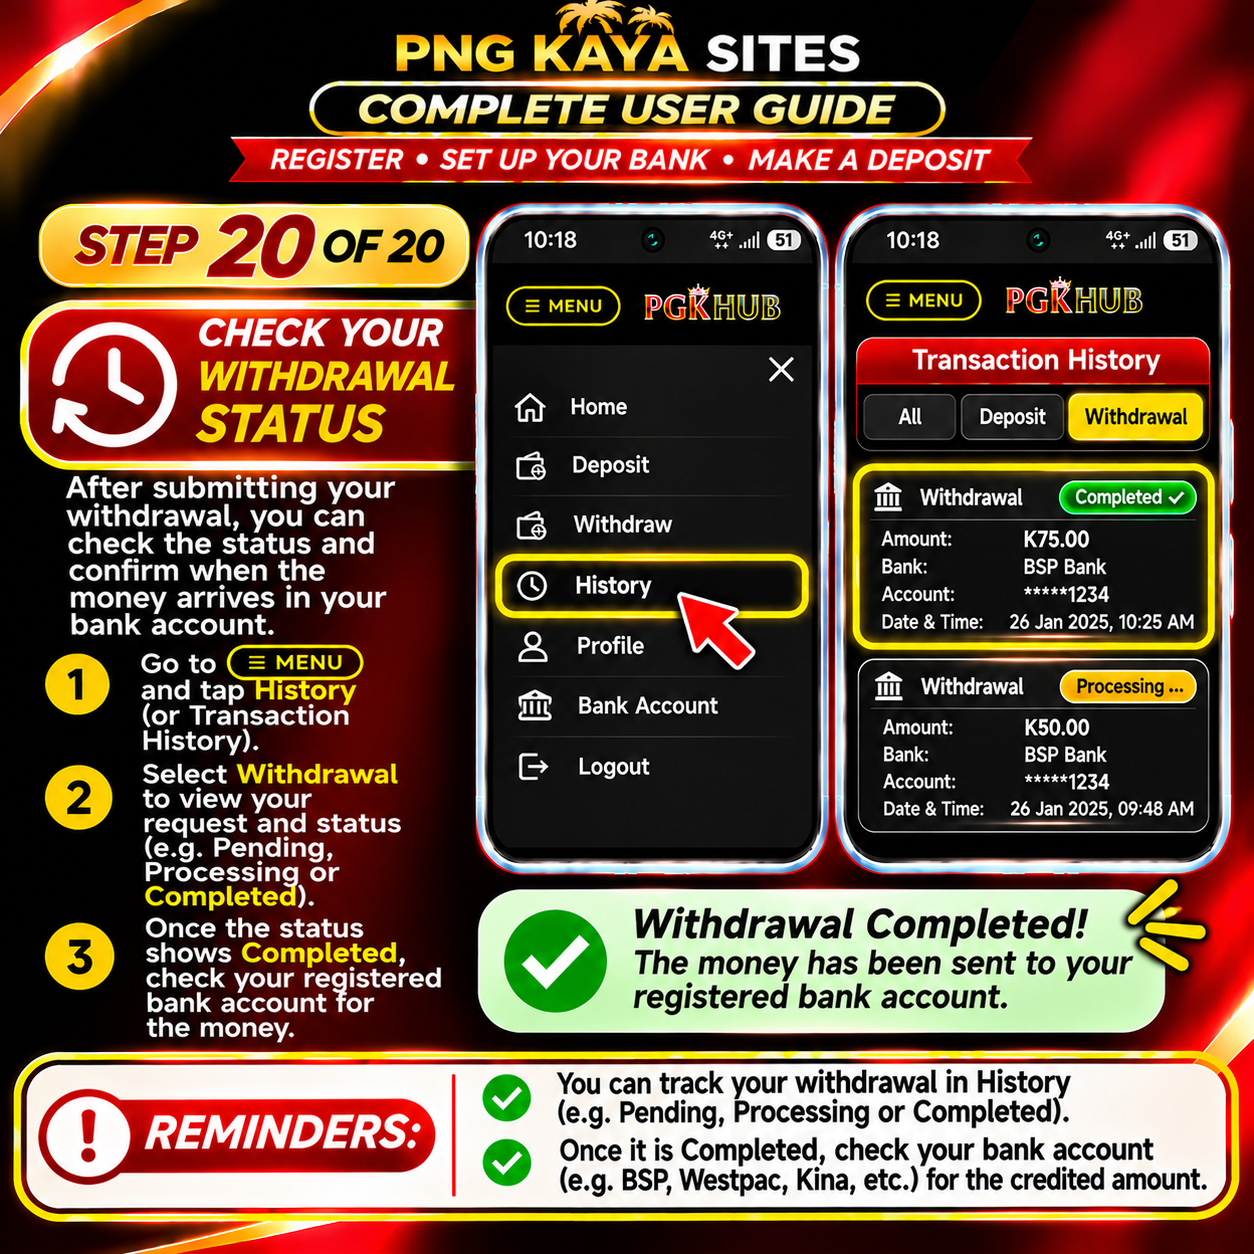 PNG KAYA SITES
COMPLETE USER GUIDE
REGISTER • SET UP YOUR BANK • MAKE A DEPOSIT
STEP 20 OF 20
CHECK YOUR
WITHDRAWAL
STATUS
After submitting your
withdrawal, you can
check the status and
confirm when the
money arrives in your
bank account.
1
Go to ☰ MENU
and tap History
(or Transaction
History).
2
Select Withdrawal
to view your
request and status
(e.g. Pending,
Processing or
Completed).
3
Once the status
shows Completed,
check your registered
bank account for
the money.
10:18 4G+ 51
☰ MENU PGKHUB
Home
Deposit
Withdraw
History
Profile
Bank Account
Logout
10:18 4G+ 51
☰ MENU PGKHUB
Transaction History
All Deposit Withdrawal
Withdrawal Completed ✓
Amount: K75.00
Bank: BSP Bank
Account: *****1234
Date & Time: 26 Jan 2025, 10:25 AM
Withdrawal Processing ...
Amount: K50.00
Bank: BSP Bank
Account: *****1234
Date & Time: 26 Jan 2025, 09:48 AM
Withdrawal Completed!
The money has been sent to your
registered bank account.
! REMINDERS:
You can track your withdrawal in History
(e.g. Pending, Processing or Completed).
Once it is Completed, check your bank account
(e.g. BSP, Westpac, Kina, etc.) for the credited amount.